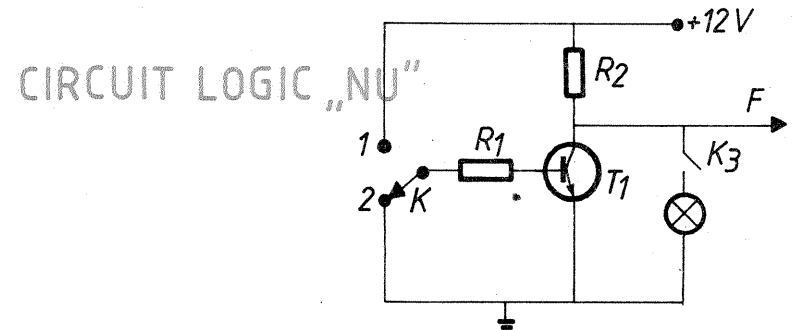 CIRCUIT LOGIC „NU”
+12V
R2
F
1
R1
K3
2
K
T1